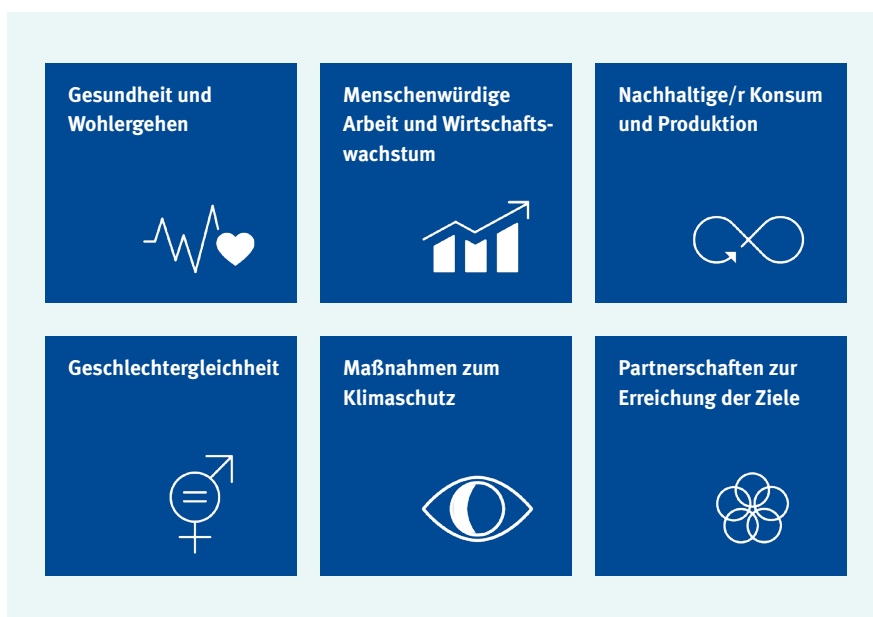 Gesundheit und
Wohlergehen
Menschenwürdige
Arbeit und Wirtschafts-
wachstum
Nachhaltige/r Konsum
und Produktion
Geschlechtergleichheit
Maßnahmen zum
Klimaschutz
Partnerschaften zur
Erreichung der Ziele